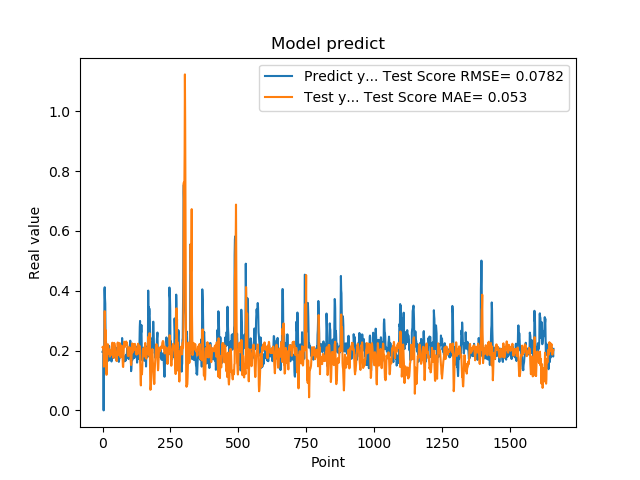 Model predict
Predict y... Test Score RMSE= 0.0782
Test y... Test Score MAE= 0.053
1.0
0.8
0.6
0.4
0.2
0.0
Real value
0 250 500 750 1000 1250 1500
Point